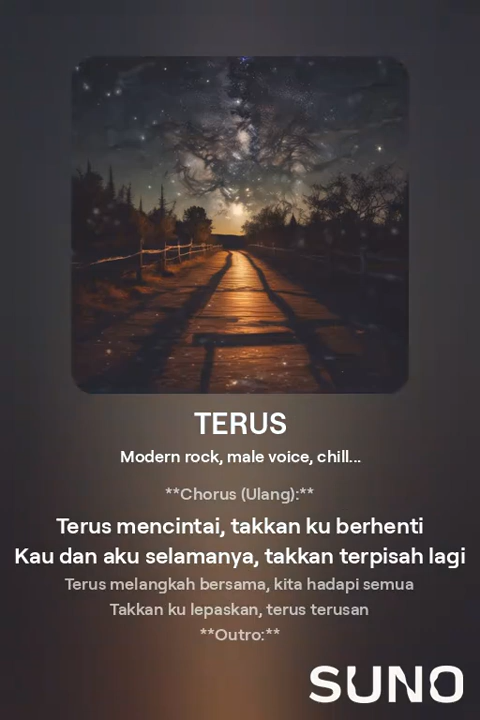 TERUS
Modern rock, male voice, chill...
**Chorus (Ulang):**
Terus mencintai, takkan ku berhenti
Kau dan aku selamanya, takkan terpisah lagi
Terus melangkah bersama, kita hadapi semua
Takkan ku lepaskan, terus terusan
**Outro:**
SUNO